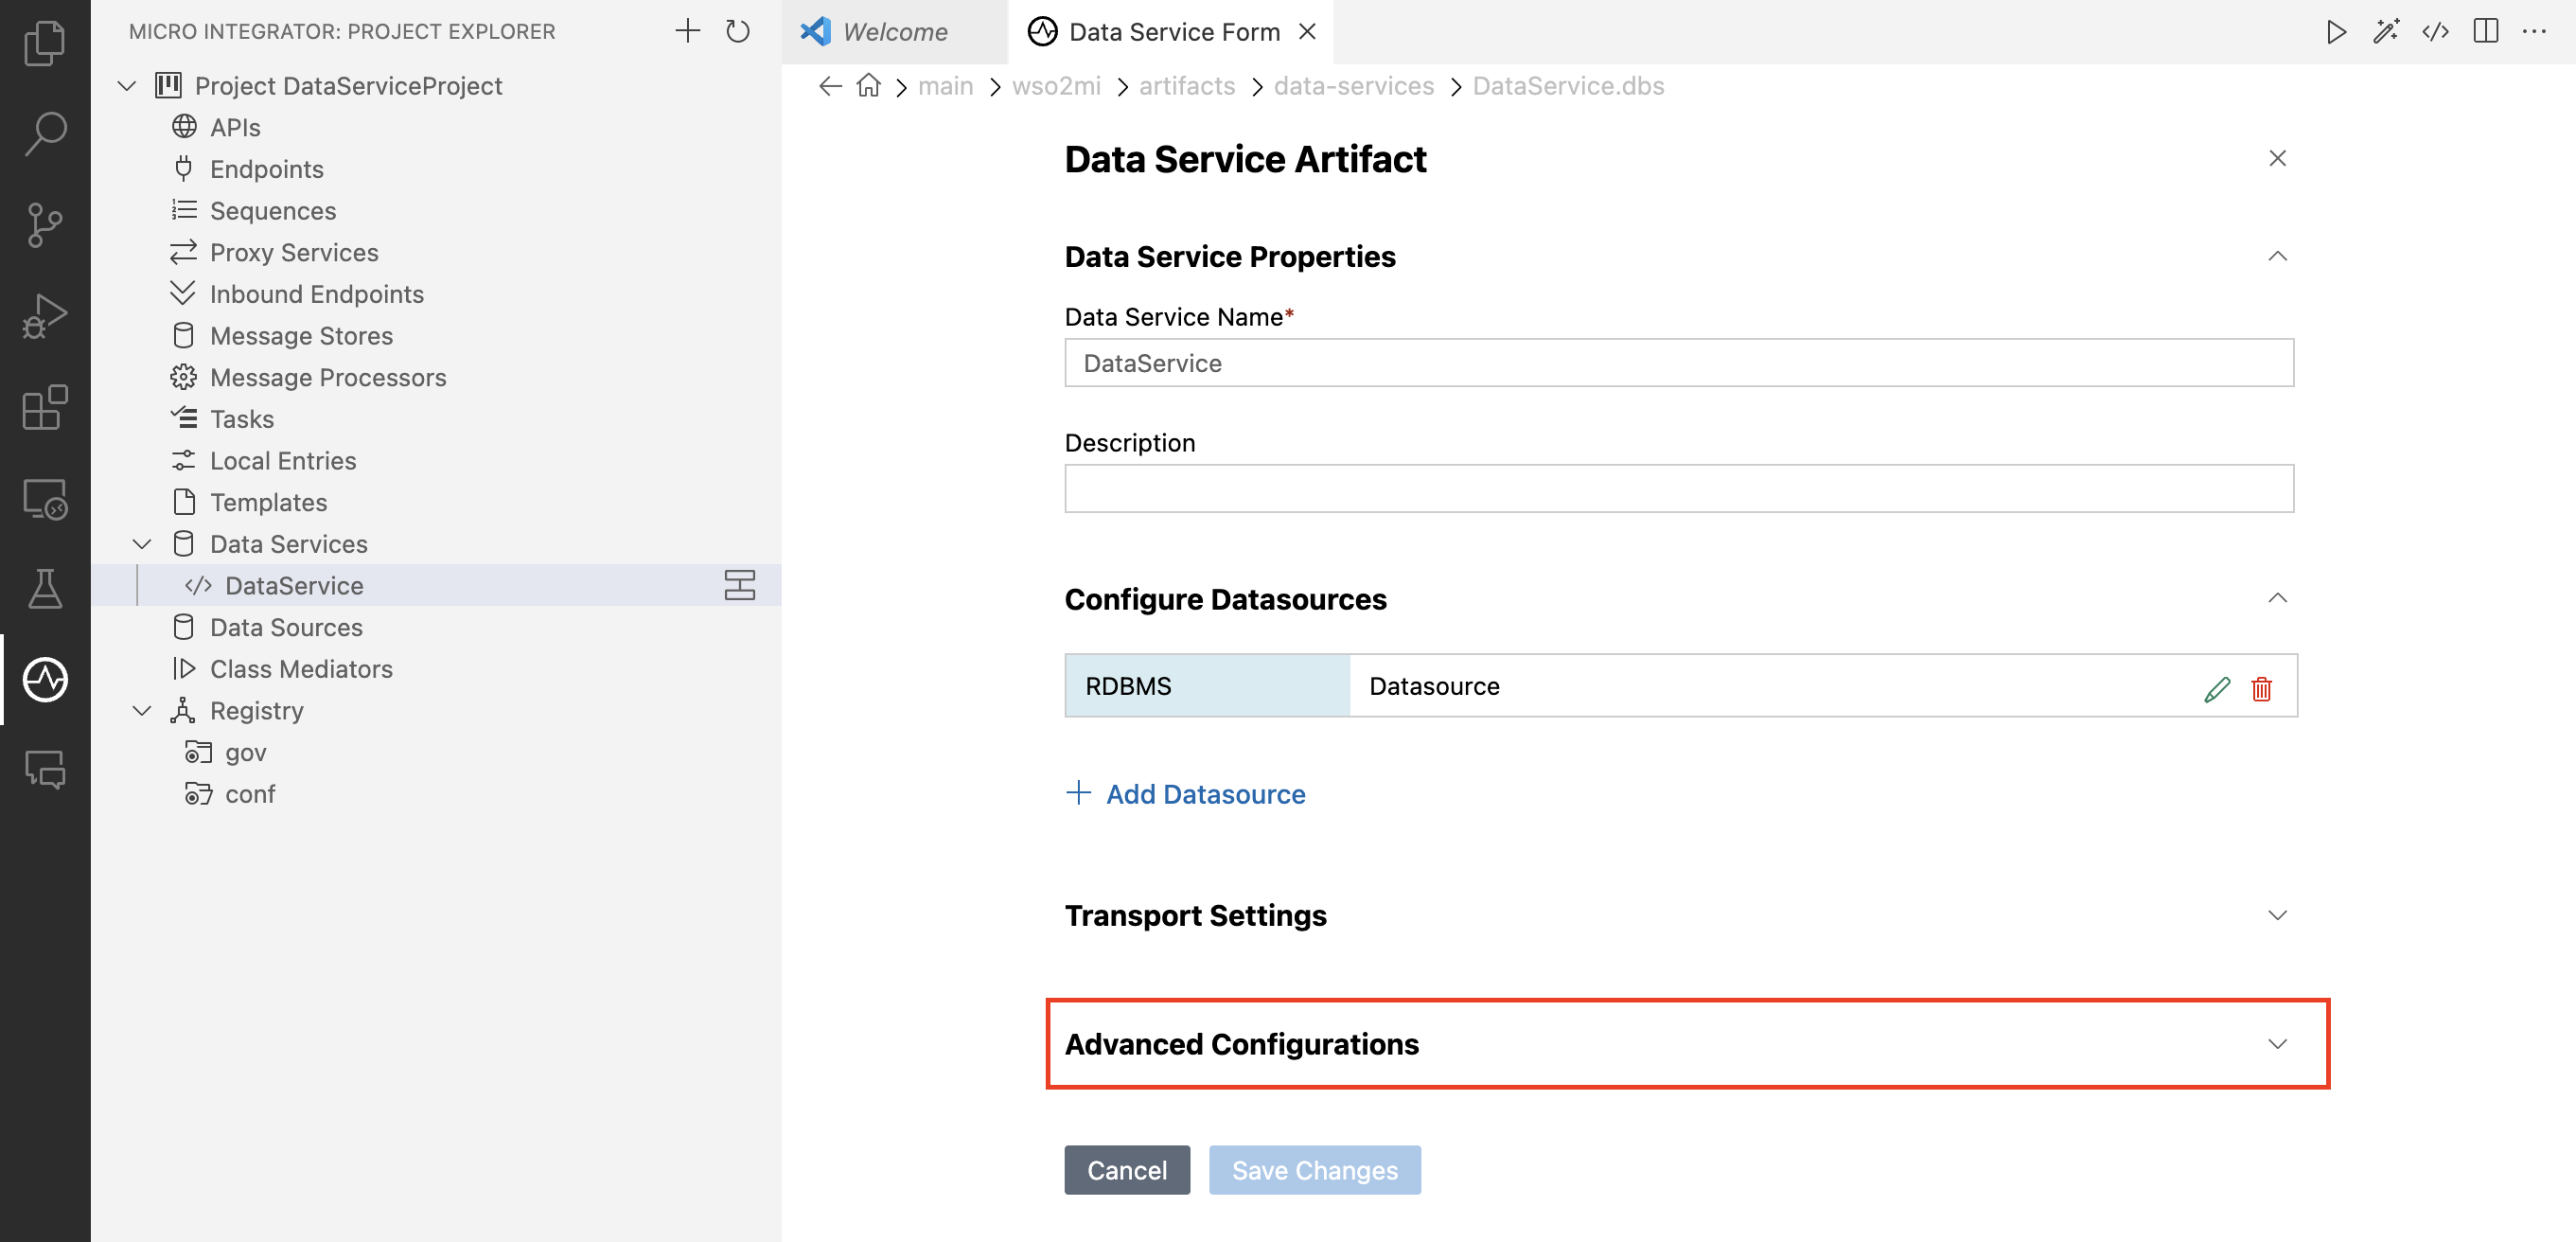 MICRO INTEGRATOR: PROJECT EXPLORER
Project DataServiceProject
APIs
Endpoints
Sequences
Proxy Services
Inbound Endpoints
Message Stores
Message Processors
Tasks
Local Entries
Templates
Data Services
DataService
Data Sources
Class Mediators
Registry
gov
conf
Welcome
Data Service Form
main > wso2mi > artifacts > data-services > DataService.dbs
Data Service Artifact
Data Service Properties
Data Service Name*
DataService
Description
Configure Datasources
RDBMS Datasource
Add Datasource
Transport Settings
Advanced Configurations
Cancel Save Changes